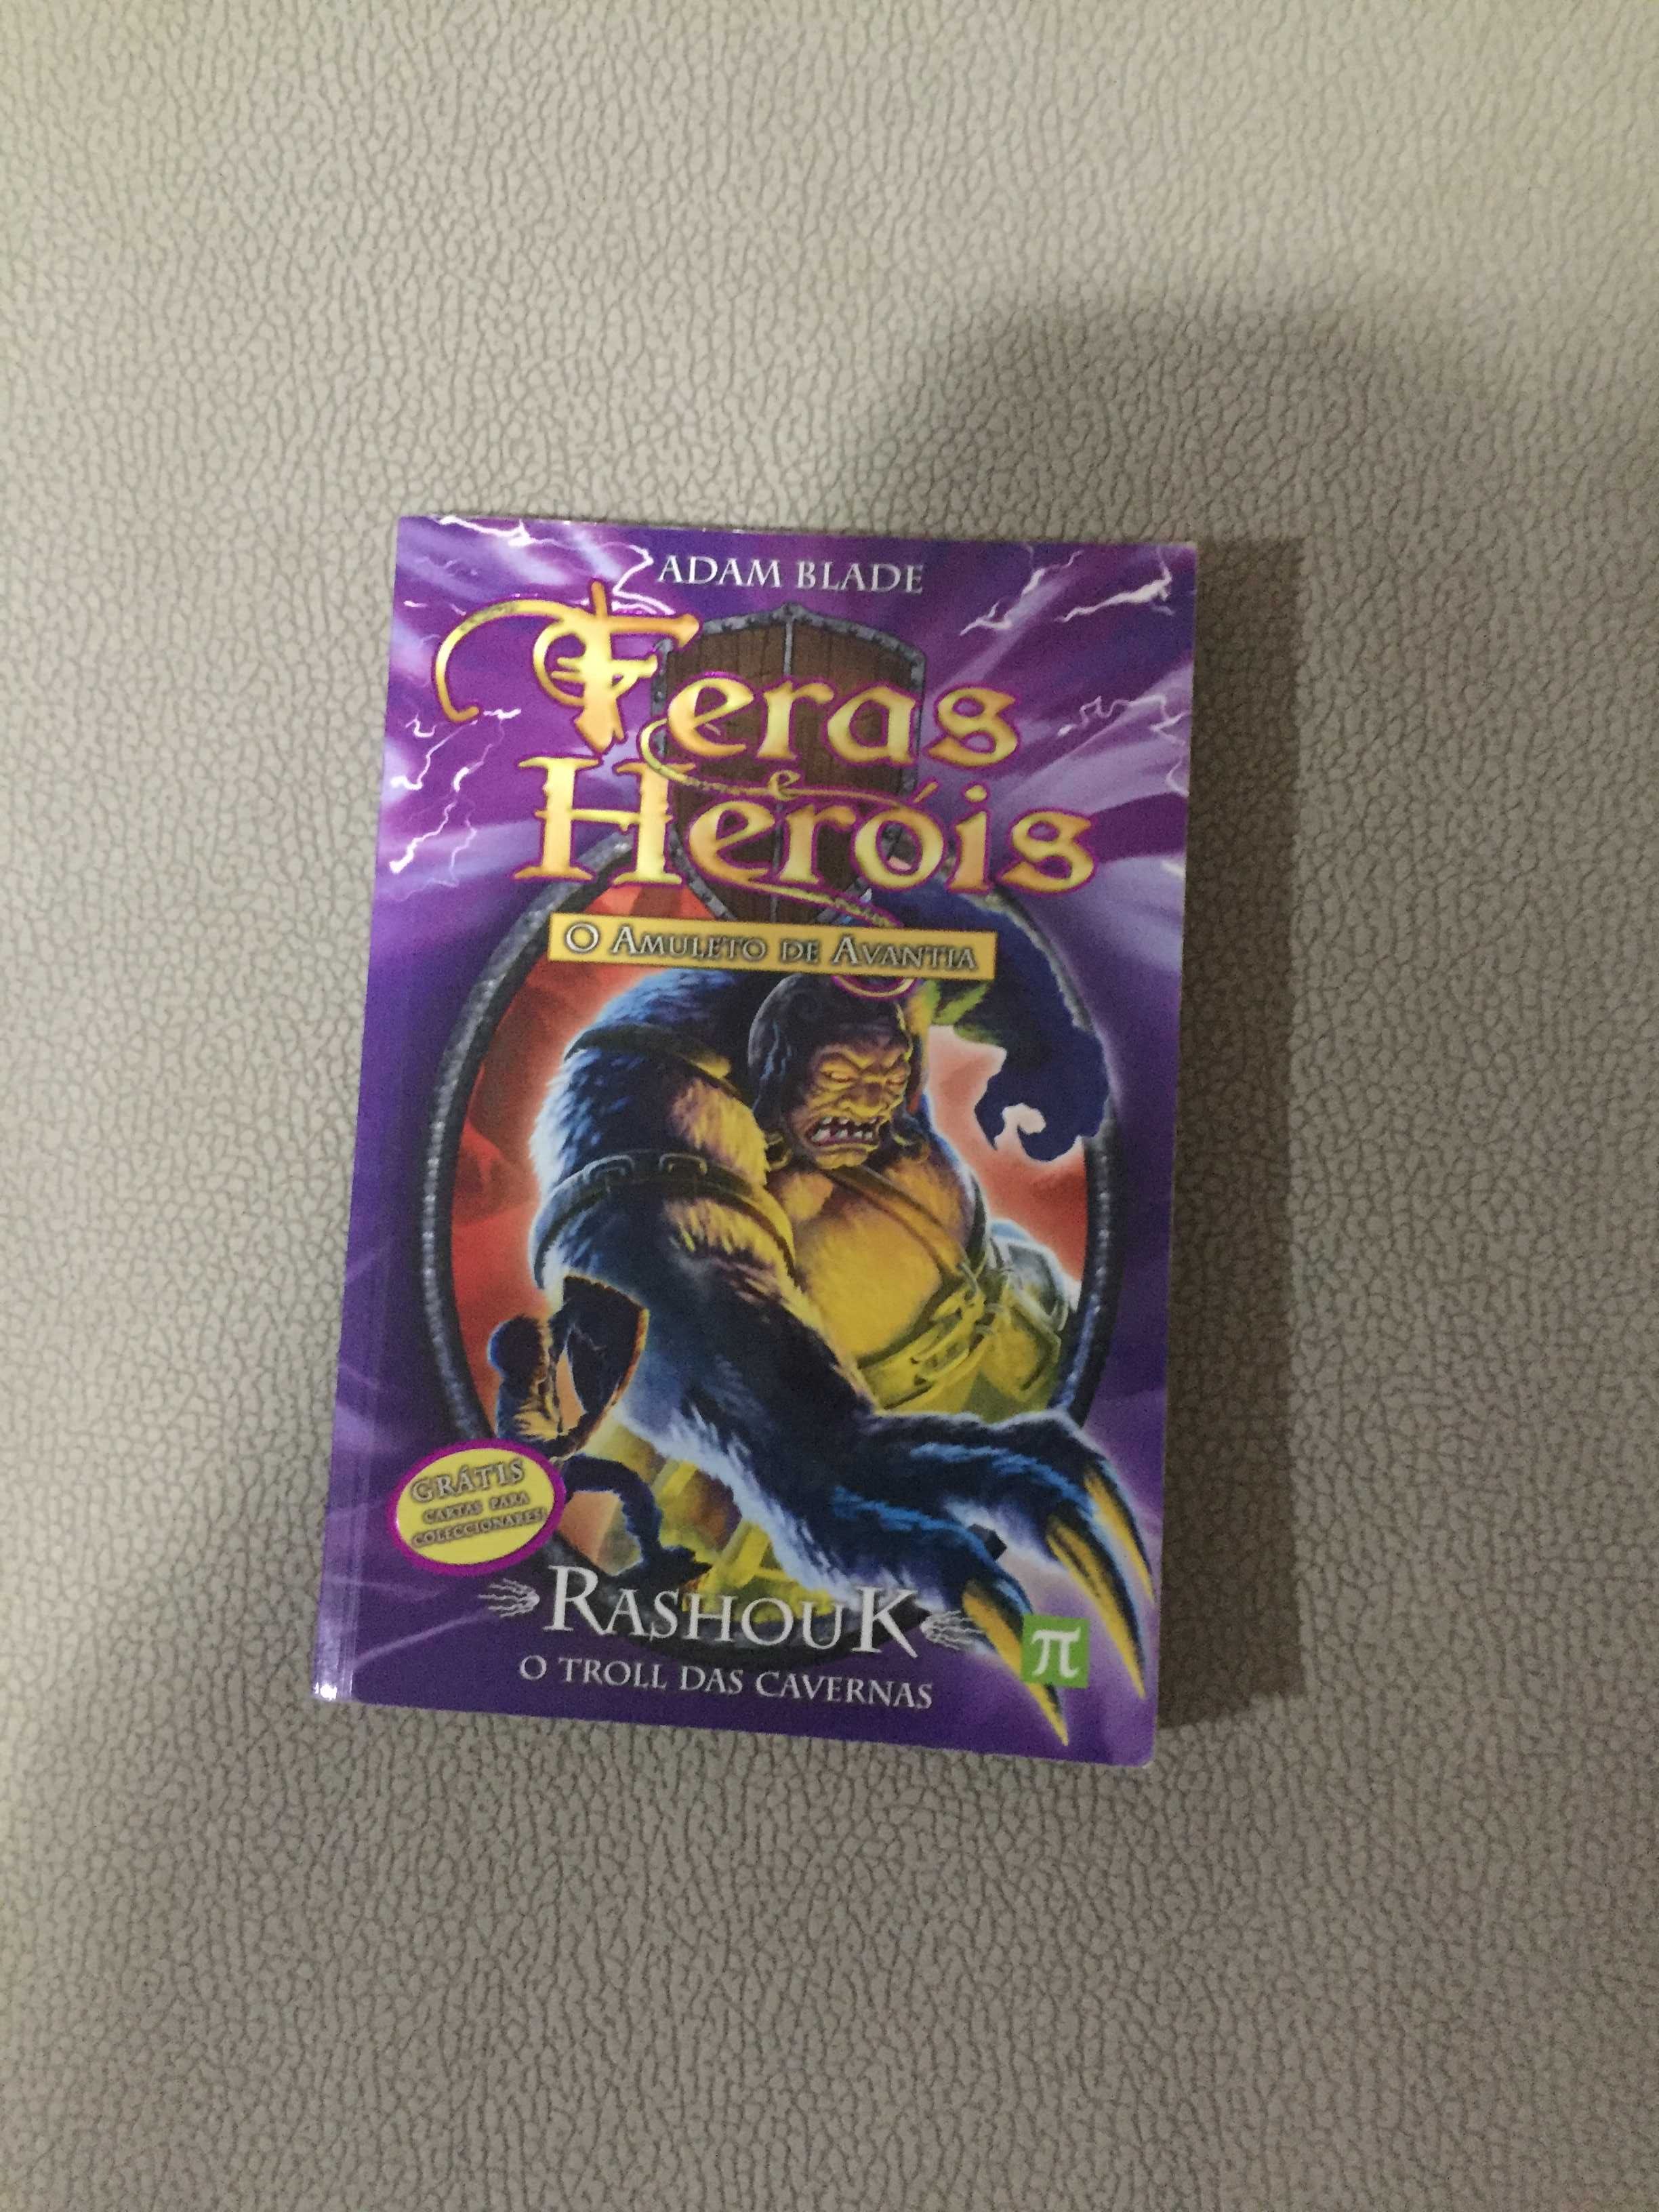 ADAM BLADE
Feras
e
Heróis
O AMULETO DE AVANTIA
GRÁTIS
CARTAS PARA
COLECCIONARES!
RASHOUK
O TROLL DAS CAVERNAS
π